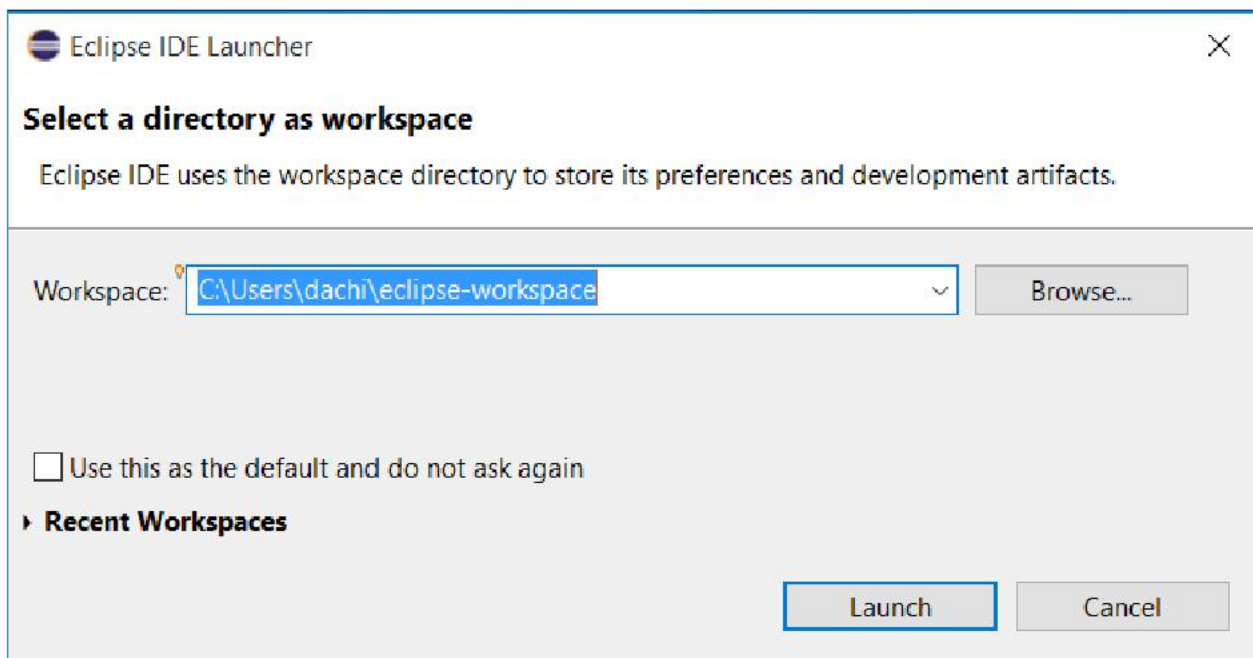 Eclipse IDE Launcher
Select a directory as workspace
Eclipse IDE uses the workspace directory to store its preferences and development artifacts.
Workspace: C:\Users\dachi\eclipse-workspace Browse...
Use this as the default and do not ask again
Recent Workspaces
Launch Cancel